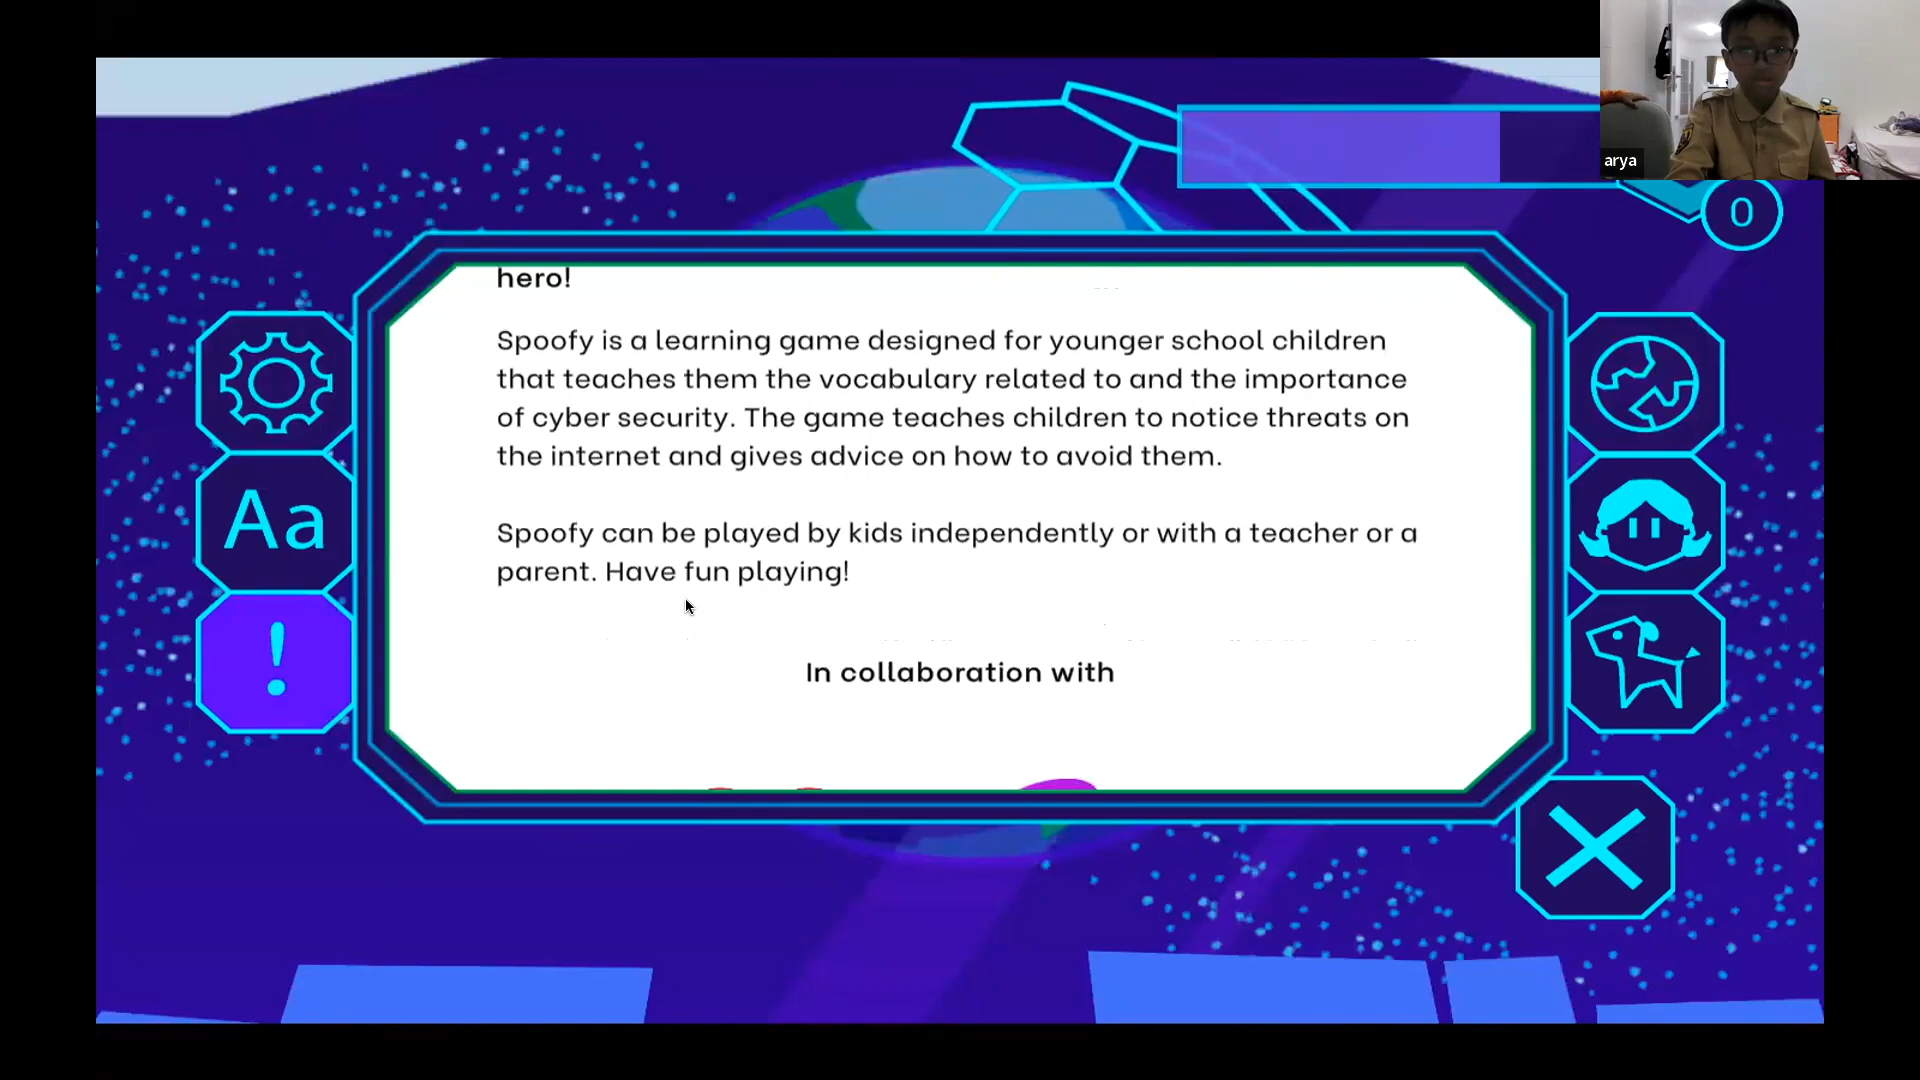 arya
0
hero!
Spoofy is a learning game designed for younger school children
that teaches them the vocabulary related to and the importance
of cyber security. The game teaches children to notice threats on
the internet and gives advice on how to avoid them.
Spoofy can be played by kids independently or with a teacher or a
parent. Have fun playing!
In collaboration with
Aa
!